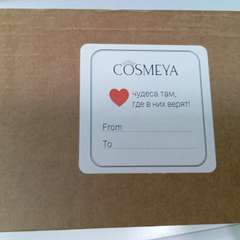 COSMEYA
чудеса там,
где в них верят!
From
To